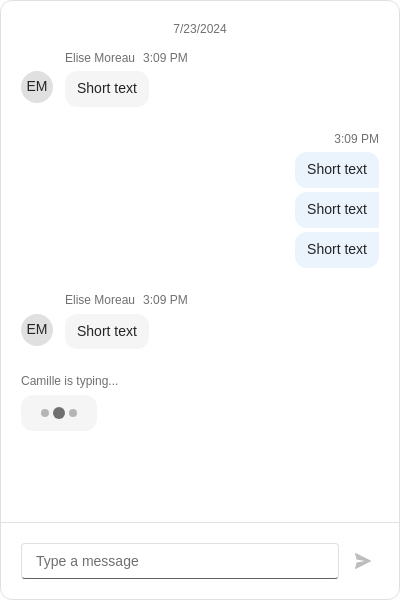 7/23/2024
Elise Moreau 3:09 PM
EM
Short text
3:09 PM
Short text
Short text
Short text
Elise Moreau 3:09 PM
EM
Short text
Camille is typing...
Type a message